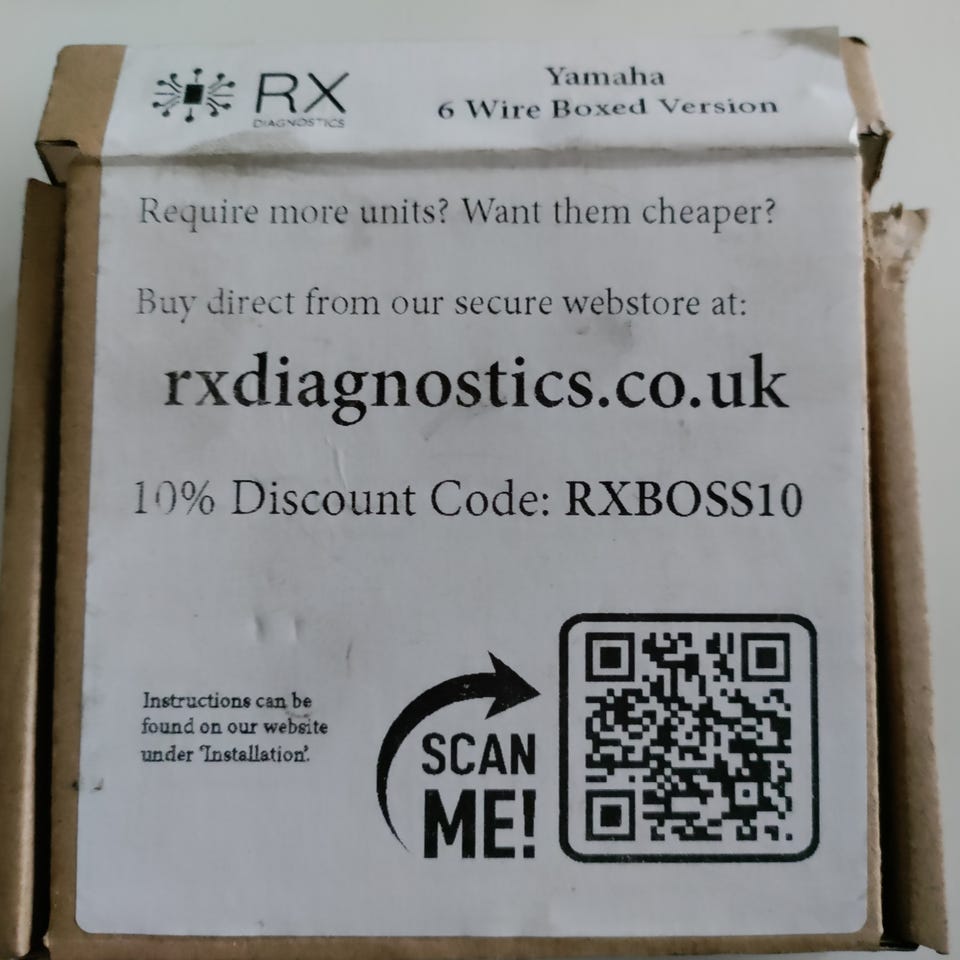 RX
DIAGNOSTICS
Yamaha
6 Wire Boxed Version
Require more units? Want them cheaper?
Buy direct from our secure webstore at:
rxdiagnostics.co.uk
10% Discount Code: RXBOSS10
Instructions can be
found on our website
under 'Installation'.
SCAN
ME!